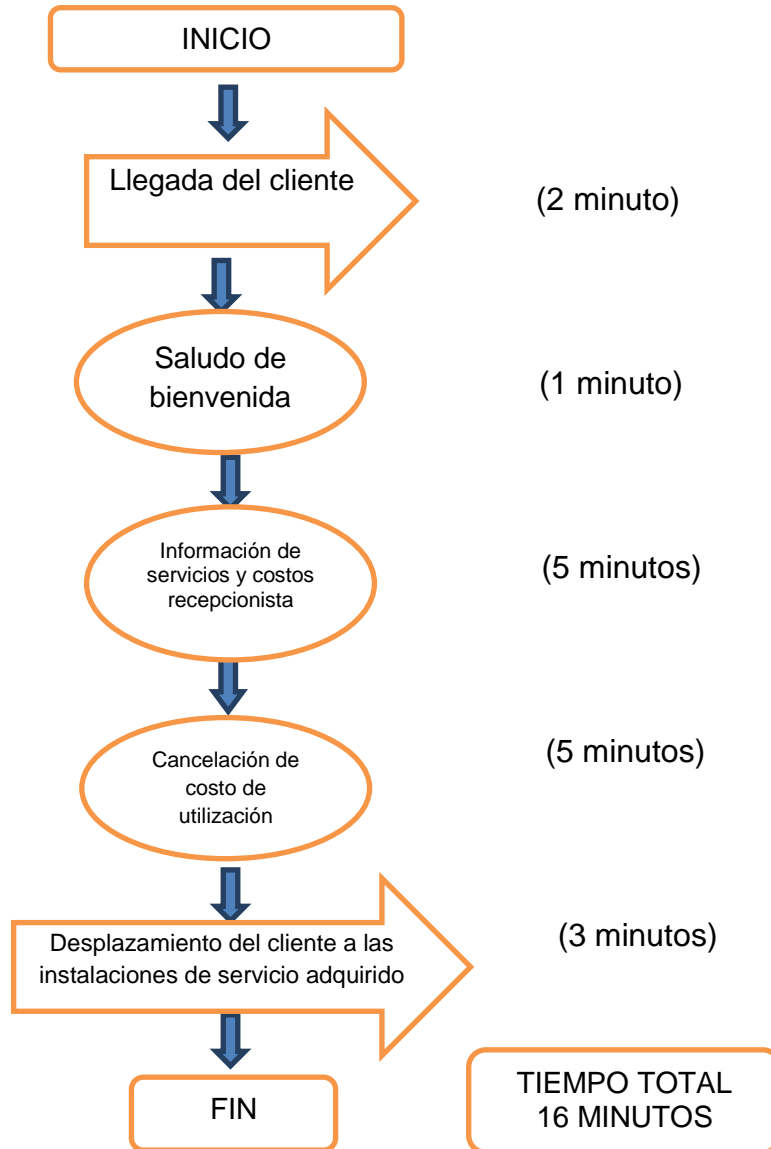 INICIO
Llegada del cliente
(2 minuto)
Saludo de
bienvenida
(1 minuto)
Información de
servicios y costos
recepcionista
(5 minutos)
Cancelación de
costo de
utilización
(5 minutos)
Desplazamiento del cliente a las
instalaciones de servicio adquirido
(3 minutos)
FIN
TIEMPO TOTAL
16 MINUTOS